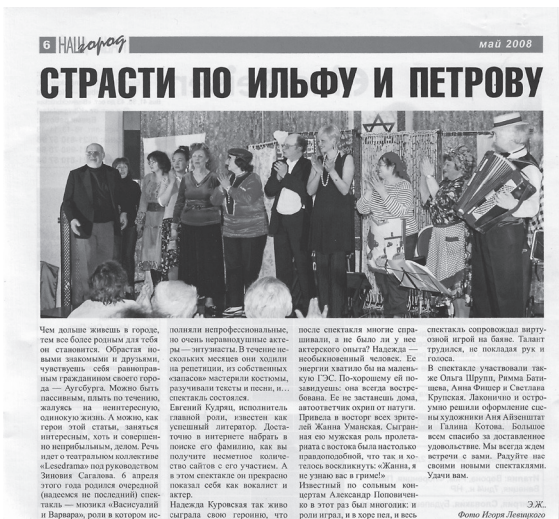 6 НАШ город
май 2008
СТРАСТИ ПО ИЛЬФУ И ПЕТРОВУ
Чем дольше живешь в городе,
тем все более родным для тебя
он становится. Обрастая но-
выми знакомыми и друзьями,
чувствуешь себя равноправ-
ным гражданином своего горо-
да — Аугсбурга. Можно быть
пассивным, плыть по течению,
жалуясь на неинтересную,
одинокую жизнь. А можно, как
герои этой статьи, заняться
интересным, хоть и совершен-
но неприбыльным, делом. Речь
идет о театральном коллективе
«Lesedrama» под руководством
Зиновия Сагалова. 6 апреля
этого года родился очередной
(надеемся не последний) спек-
такль — мюзикл «Васисуалий
и Варвара», роли в котором ис-
полняли непрофессиональные,
но очень неравнодушные акте-
ры — энтузиасты. В течение не-
скольких месяцев они ходили
на репетиции, из собственных
«запасов» мастерили костюмы,
разучивали тексты и песни, и...
спектакль состоялся.
Евгений Кудряц, исполнитель
главной роли, известен как
успешный литератор. Доста-
точно в интернете набрать в
поиске его фамилию, как вы
получите несметное количе-
ство сайтов с его участием. А
в этом спектакле он прекрасно
показал себя как вокалист и
актер.
Надежда Куровская так живо
сыграла свою героиню, что
после спектакля многие спра-
шивали, а не было ли у нее
актерского опыта? Надежда —
необыкновенный человек. Ее
энергии хватило бы на малень-
кую ГЭС. По-хорошему ей по-
завидуешь: она всегда востре-
бована. Ее не застанешь дома,
автоответчик охрип от натуги.
Привела в восторг всех зрите-
лей Жанна Уманская. Сыгран-
ная ею мужская роль пролета-
риата с востока была настолько
правдоподобной, что так и хо-
телось воскликнуть: «Жанна, я
не узнаю вас в гриме!»
Известный по сольным кон-
цертам Александр Поповичен-
ко в этот раз был многолик: и
роли играл, и в хоре пел, и весь
спектакль сопровождал вирту-
озной игрой на баяне. Талант
трудился, не покладая рук и
голоса.
В спектакле участвовали так-
же Ольга Шрупп, Римма Бати-
щева, Анна Фишер и Светлана
Крупская. Лаконично и остро-
умно решили оформление сце-
ны художники Аня Айзенштат
и Галина Котова. Большое
всем спасибо за доставленное
удовольствие. Мы всегда ждем
встречи с вами. Радуйте нас
своими новыми спектаклями.
Удачи вам.
Э.Ж.,
Фото Игоря Левицкого